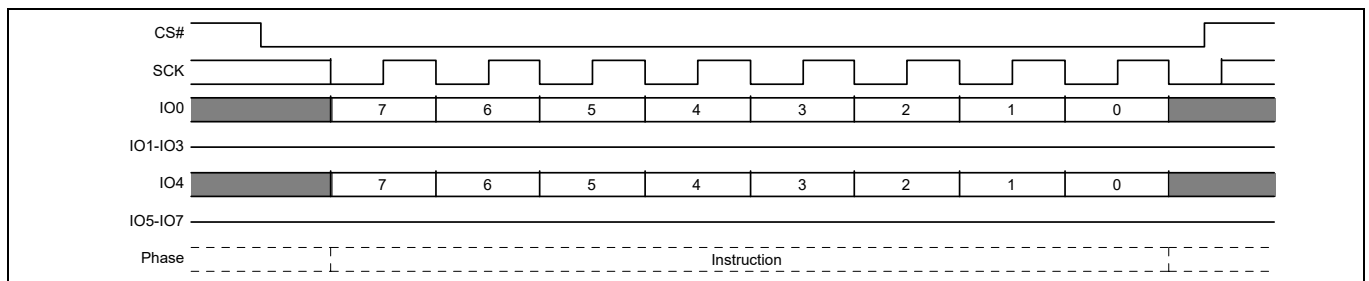 CS#
SCK
IO0 7 6 5 4 3 2 1 0
IO1-IO3
IO4 7 6 5 4 3 2 1 0
IO5-IO7
Phase Instruction